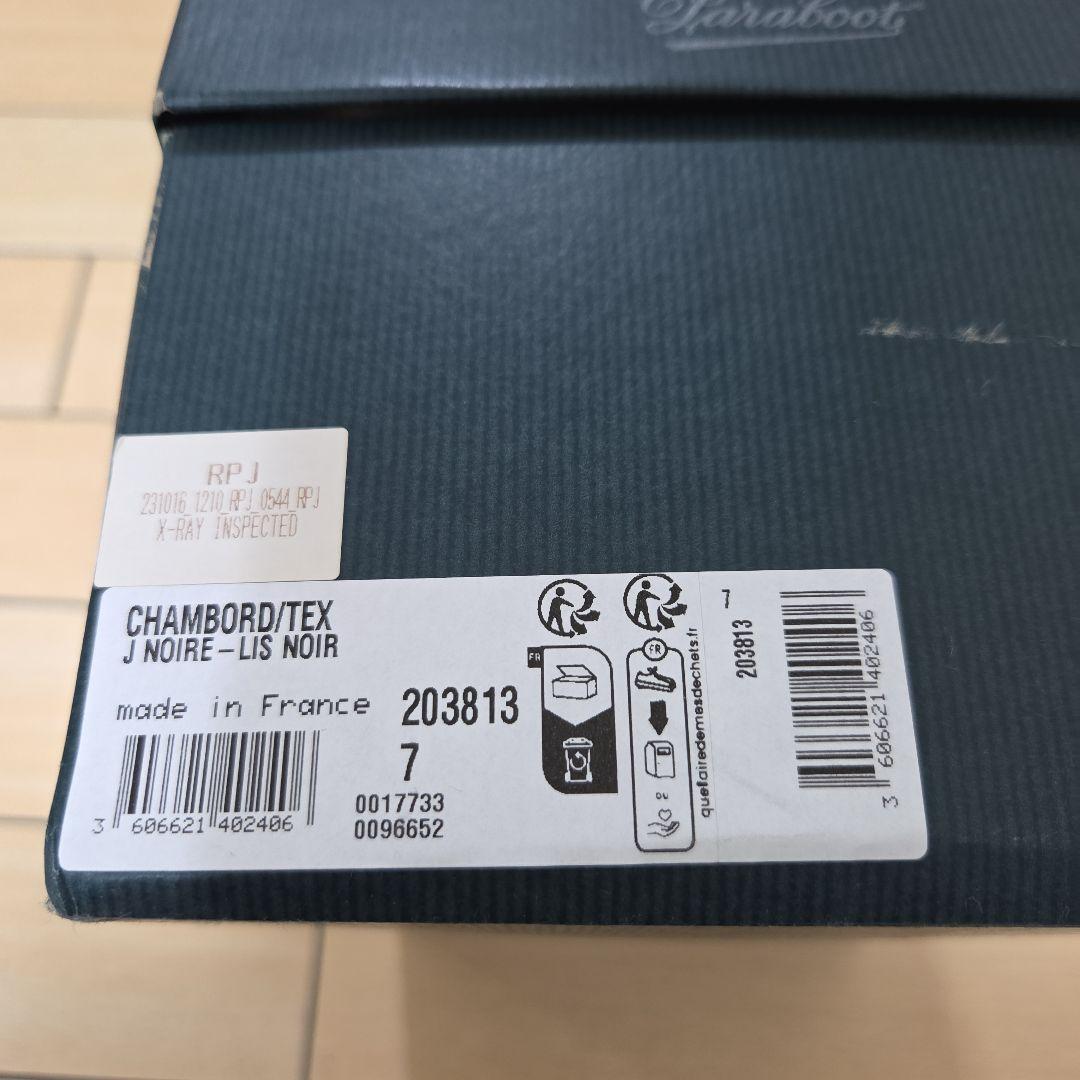 Paraboot
RPJ
231016_1210_RPJ_0544_RPJ
X-RAY INSPECTED
CHAMBORD/TEX
J NOIRE-LIS NOIR
made in France
203813
7
0017733
0096652
3 606621 402406
FR
FR
quefairedemesdechets.fr
7
203813
3 606621 402406